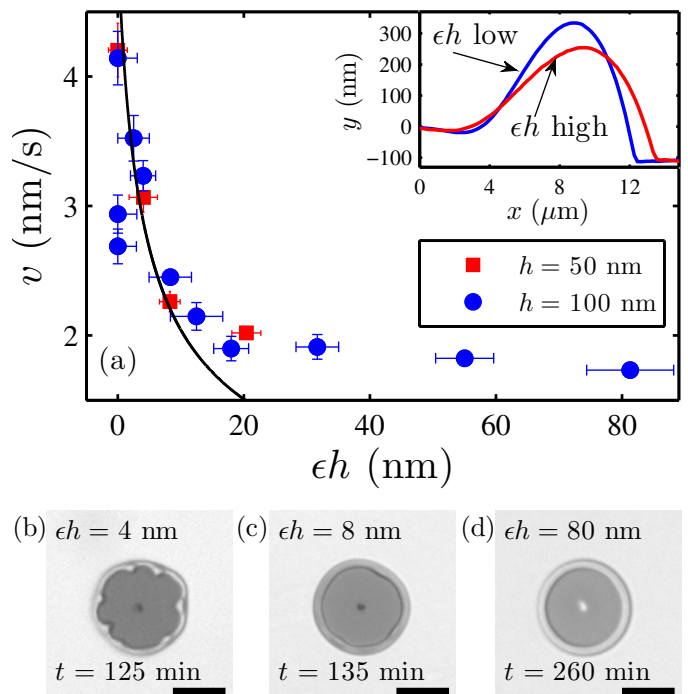 4
3
2
v (nm/s)
(a)
0
20
40
60
80
ϵh (nm)
300
200
100
0
−100
y (nm)
ϵh low
ϵh high
0
4
8
12
x (μm)
h = 50 nm
h = 100 nm
(b) ϵh = 4 nm
t = 125 min
(c) ϵh = 8 nm
t = 135 min
(d) ϵh = 80 nm
t = 260 min